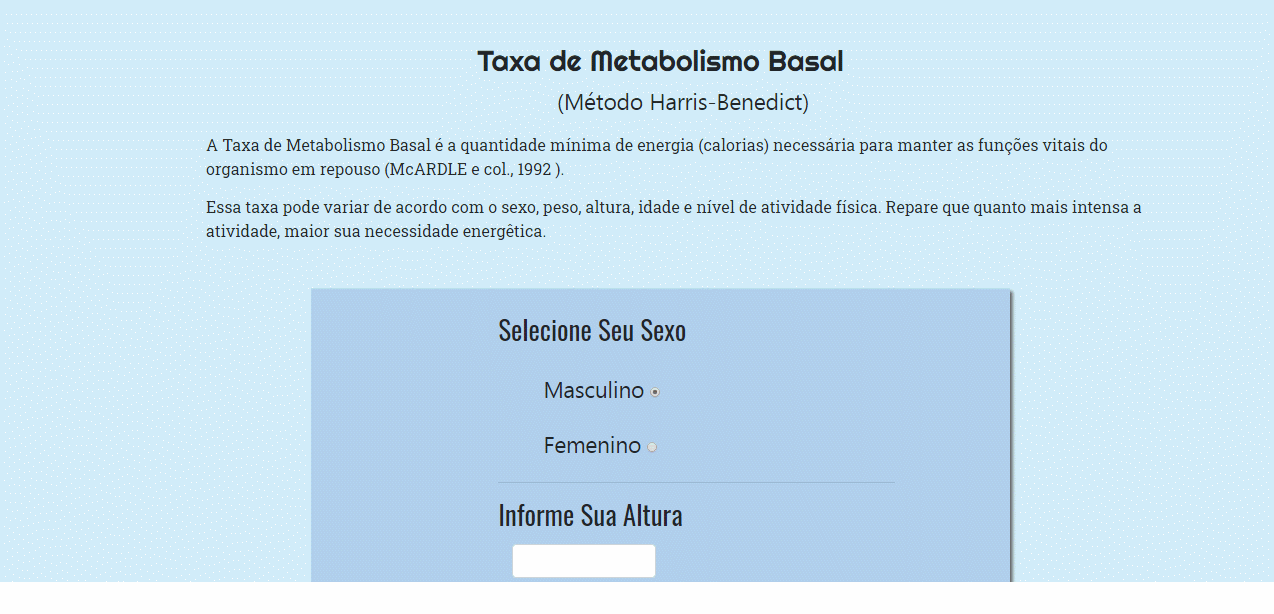 Taxa de Metabolismo Basal
(Método Harris-Benedict)
A Taxa de Metabolismo Basal é a quantidade mínima de energia (calorias) necessária para manter as funções vitais do
organismo em repouso (McARDLE e col., 1992 ).
Essa taxa pode variar de acordo com o sexo, peso, altura, idade e nível de atividade física. Repare que quanto mais intensa a
atividade, maior sua necessidade energêtica.
Selecione Seu Sexo
Masculino
Femenino
Informe Sua Altura